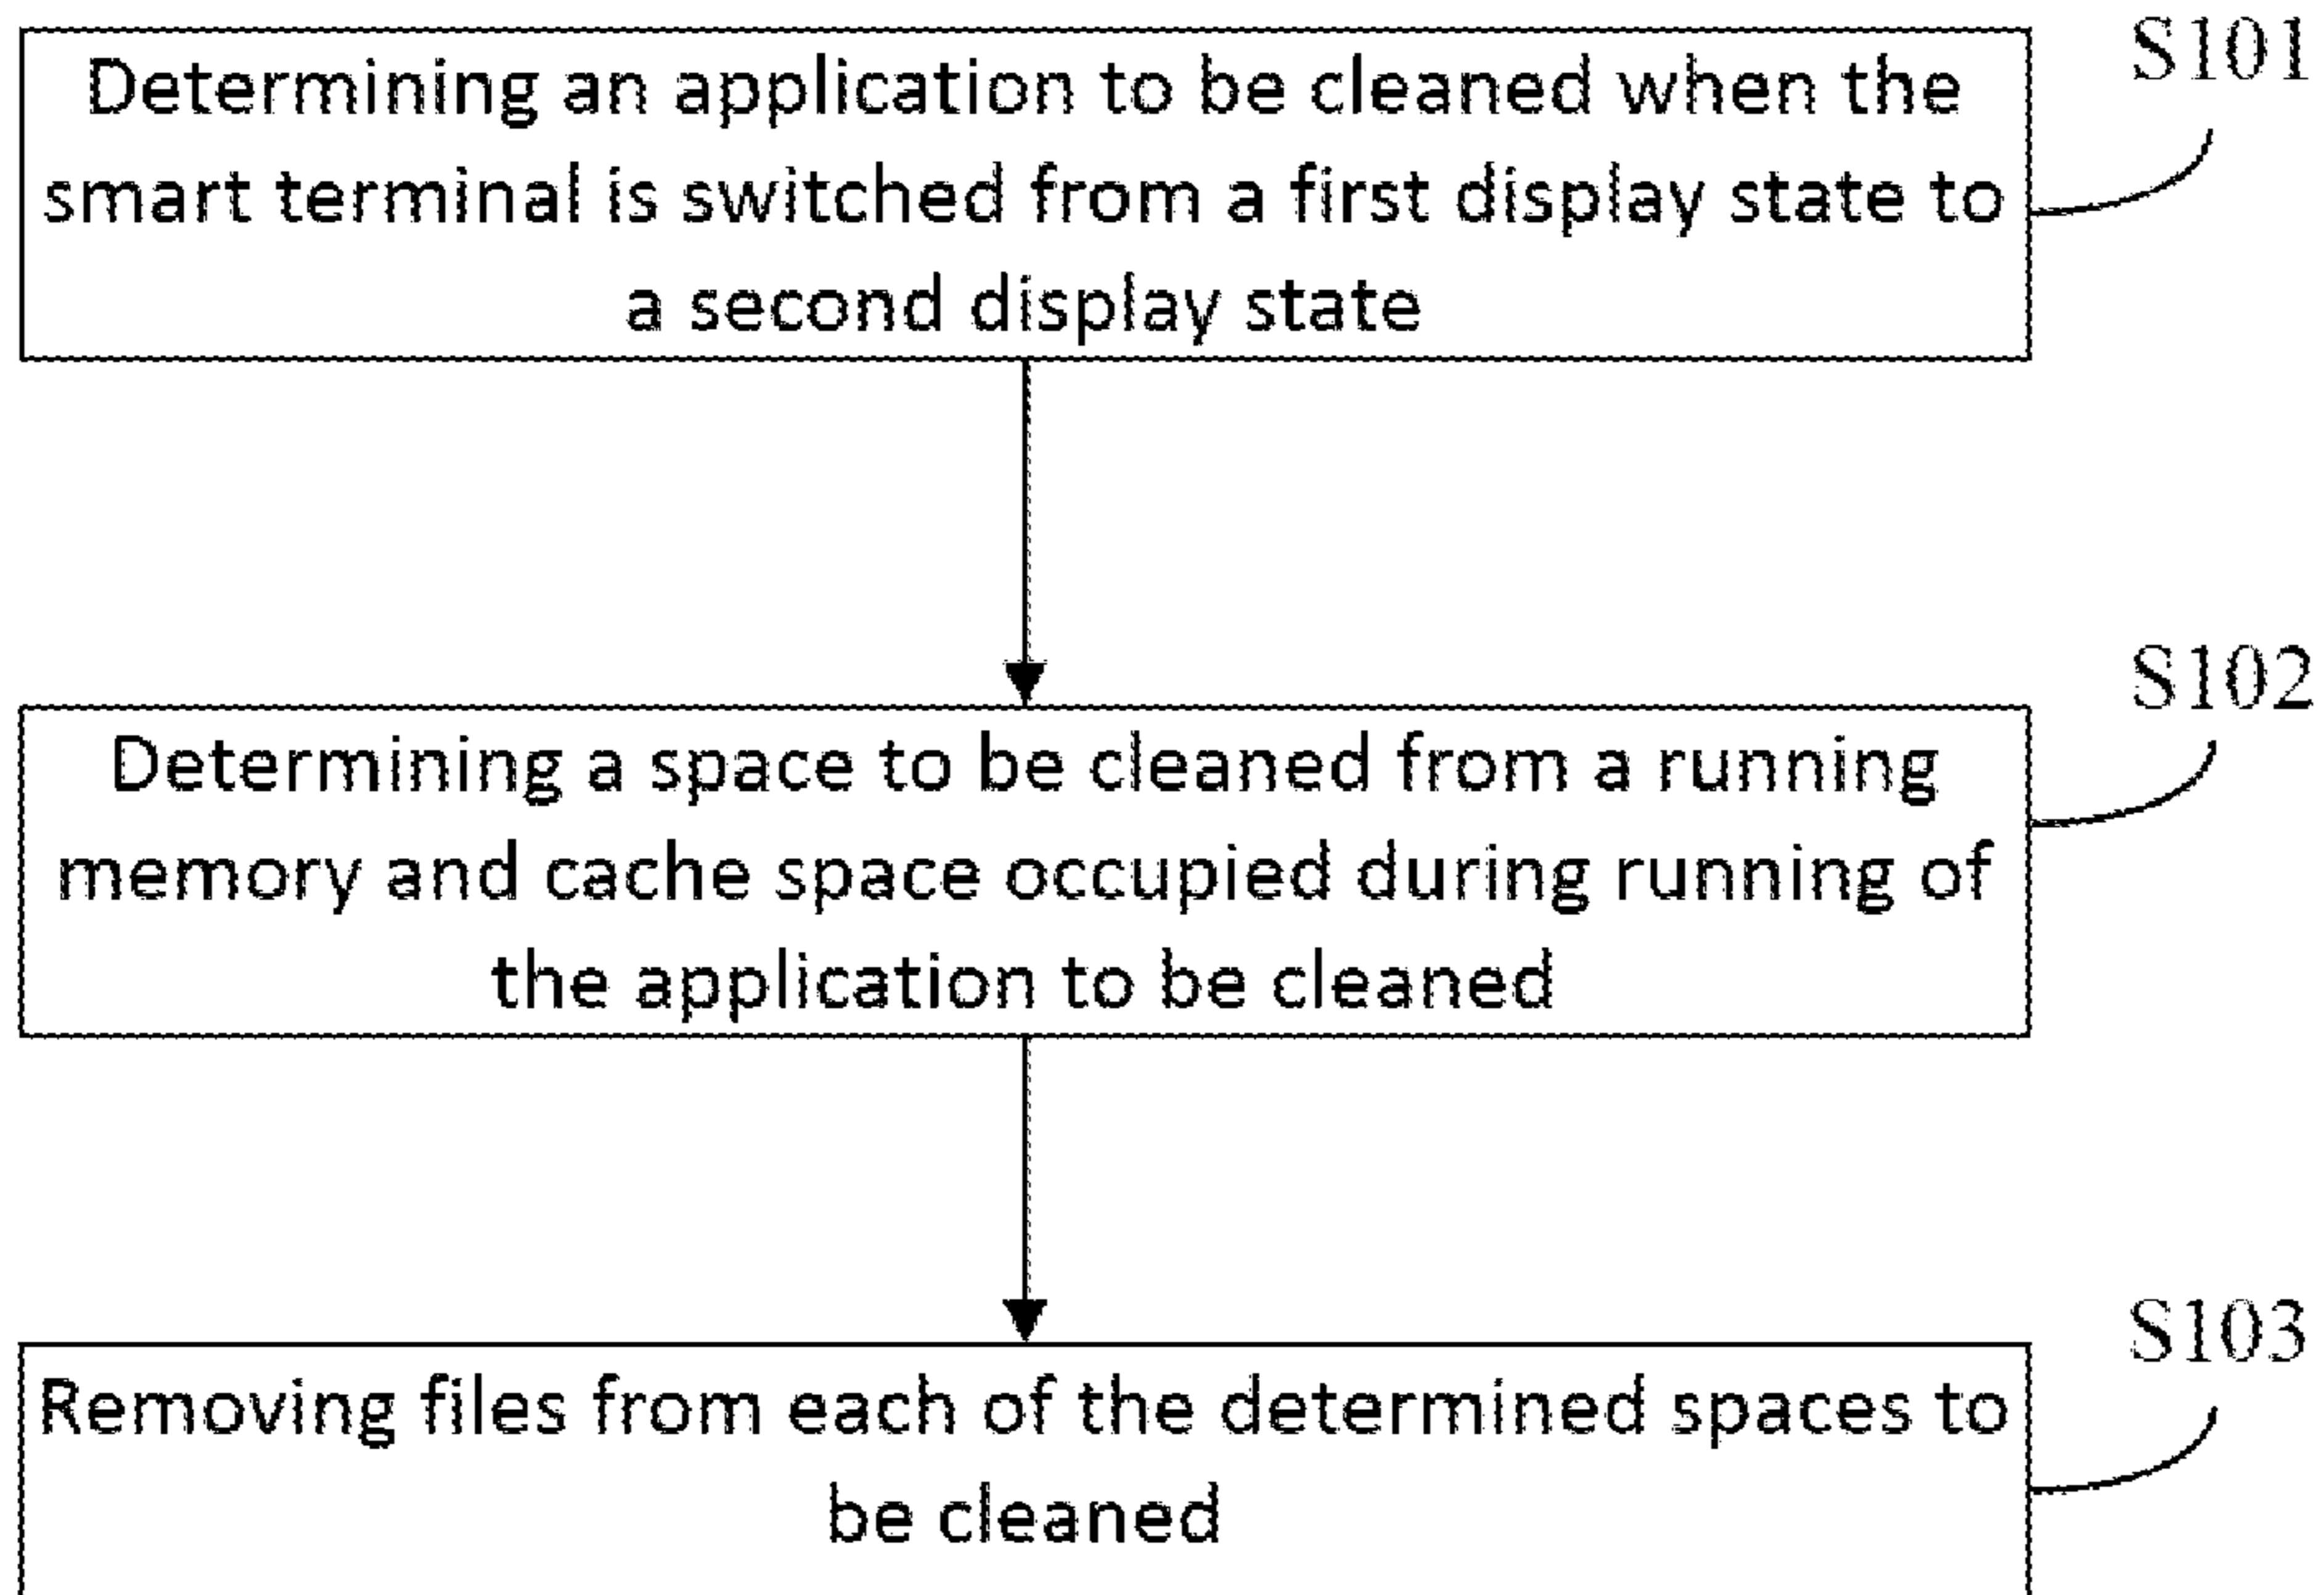 S101
Determining an application to be cleaned when the
smart terminal is switched from a first display state to
a second display state
S102
Determining a space to be cleaned from a running
memory and cache space occupied during running of
the application to be cleaned
S103
Removing files from each of the determined spaces to
be cleaned